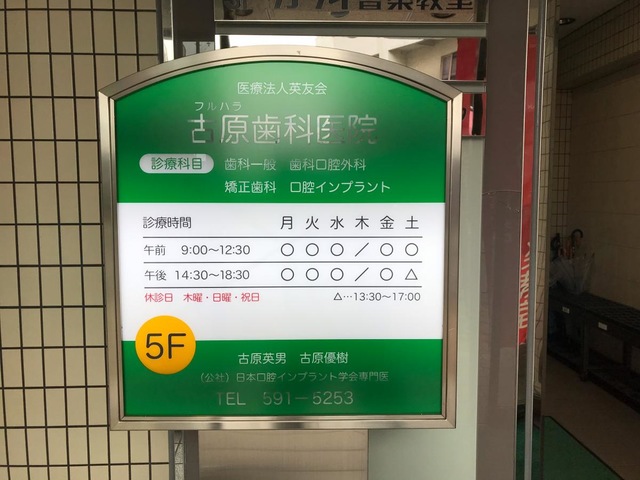 音楽教室
医療法人英友会
フルハラ
古原歯科医院
診療科目 歯科一般 歯科口腔外科
矯正歯科 口腔インプラント
診療時間 月 火 水 木 金 土
午前 9:00〜12:30 ○ ○ ○ ／ ○ ○
午後 14:30〜18:30 ○ ○ ○ ／ ○ △
休診日 木曜・日曜・祝日 △…13:30〜17:00
5F
古原英男 古原優樹
（公社）日本口腔インプラント学会専門医
TEL 591−5253